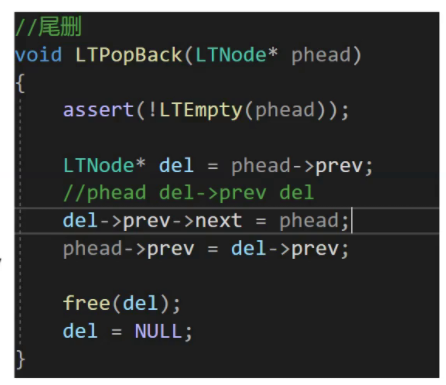 //尾删
void LTPopBack(LTNode* phead)
{
assert(!LTEmpty(phead));
LTNode* del = phead->prev;
//phead del->prev del
del->prev->next = phead;
phead->prev = del->prev;
free(del);
del = NULL;
}